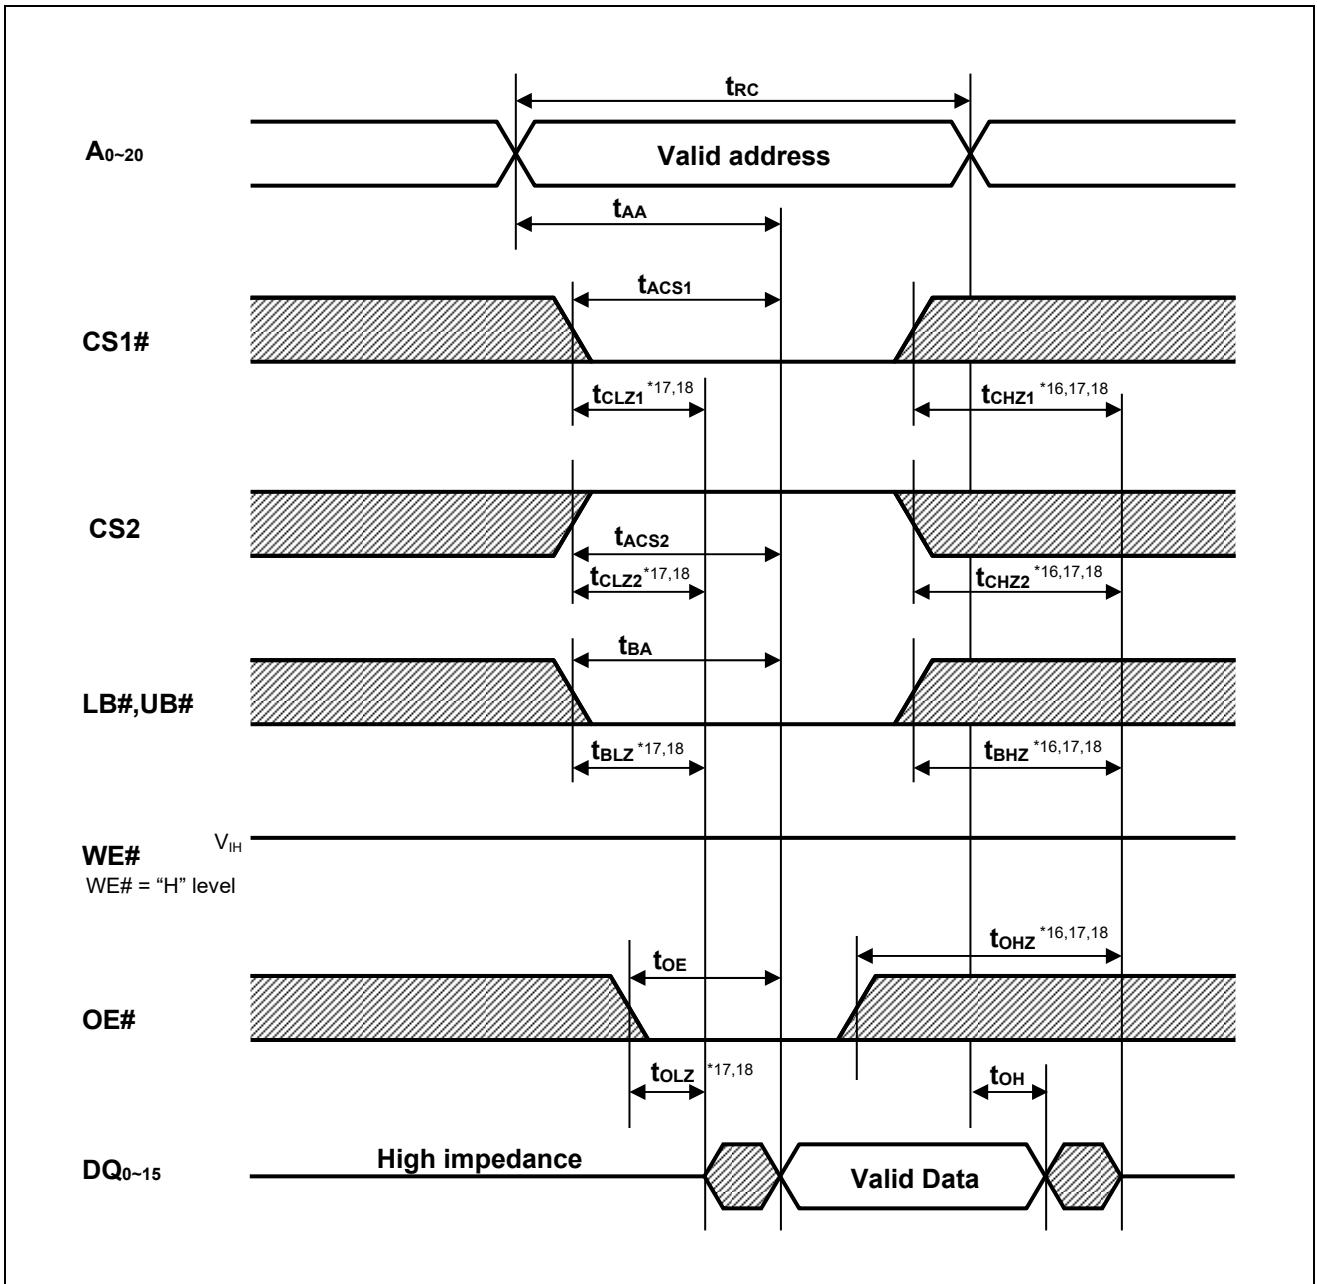 tRC
A0~20
Valid address
tAA
tACS1
CS1#
tCLZ1 *17,18
tCHZ1 *16,17,18
CS2
tACS2
tCLZ2 *17,18
tCHZ2 *16,17,18
tBA
LB#,UB#
tBLZ *17,18
tBHZ *16,17,18
VIH
WE#
WE# = “H” level
tOHZ *16,17,18
tOE
OE#
tOLZ *17,18
tOH
High impedance
DQ0~15
Valid Data